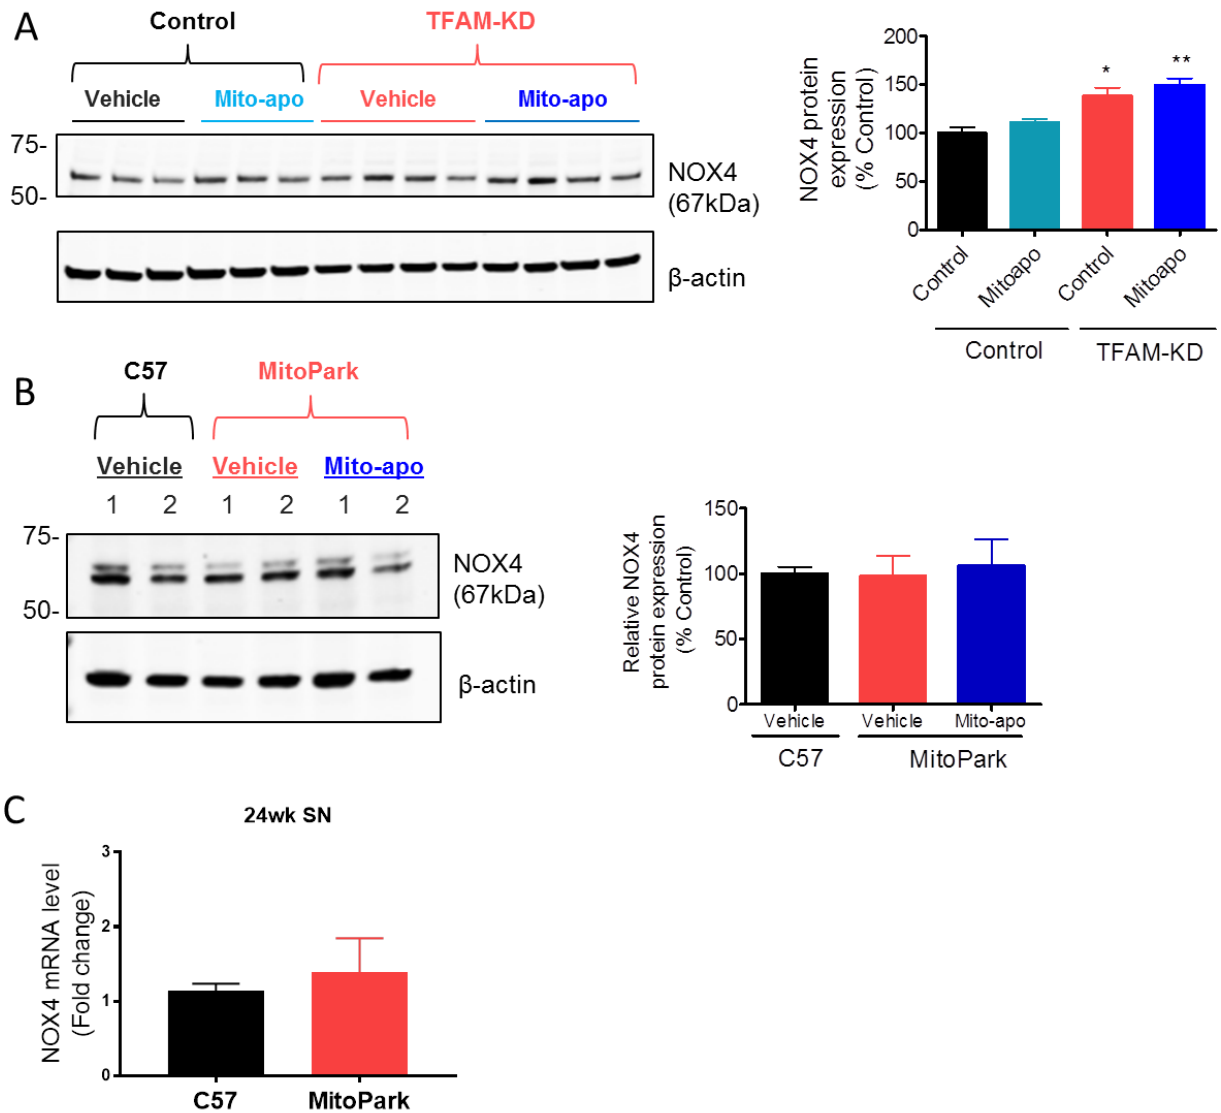 A
Control
TFAM-KD
Vehicle
Mito-apo
Vehicle
Mito-apo
75-
50-
NOX4
(67kDa)
β-actin
NOX4 protein
expression
(% Control)
200
150
100
50
0
*
**
Control
Mitoapo
Control
Mitoapo
Control
TFAM-KD
B
C57
MitoPark
Vehicle
Vehicle
Mito-apo
1
2
1
2
1
2
75-
50-
NOX4
(67kDa)
β-actin
Relative NOX4
protein expression
(% Control)
150
100
50
0
Vehicle
Vehicle
Mito-apo
C57
MitoPark
C
24wk SN
NOX4 mRNA level
(Fold change)
3
2
1
0
C57
MitoPark